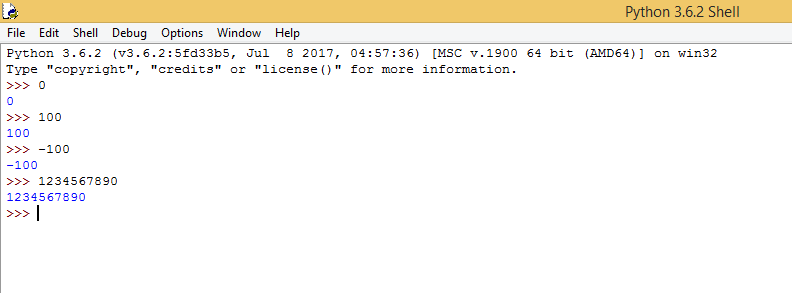 Python 3.6.2 Shell
File Edit Shell Debug Options Window Help
Python 3.6.2 (v3.6.2:5fd33b5, Jul  8 2017, 04:57:36) [MSC v.1900 64 bit (AMD64)] on win32
Type "copyright", "credits" or "license()" for more information.
>>> 0
0
>>> 100
100
>>> -100
-100
>>> 1234567890
1234567890
>>>